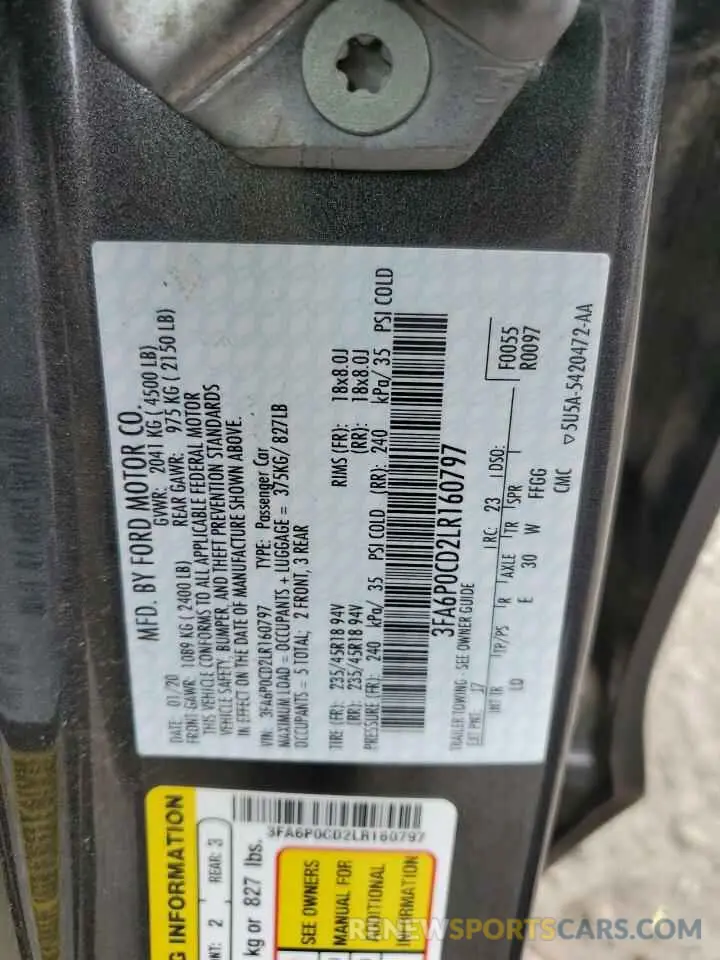 MFD. BY FORD MOTOR CO.
DATE: 01/20 GVWR: 2041 KG ( 4500 LB)
FRONT GAWR: 1089 KG ( 2400 LB) REAR GAWR: 975 KG ( 2150 LB)
THIS VEHICLE CONFORMS TO ALL APPLICABLE FEDERAL MOTOR
VEHICLE SAFETY, BUMPER, AND THEFT PREVENTION STANDARDS
IN EFFECT ON THE DATE OF MANUFACTURE SHOWN ABOVE.
VIN: 3FA6P0CD2LR160797 TYPE: Passenger Car
MAXIMUM LOAD = OCCUPANTS + LUGGAGE = 375KG/ 827LB
OCCUPANTS = 5 TOTAL; 2 FRONT, 3 REAR
TIRE (FR): 235/45R18 94V RIMS (FR): 18x8.0J
(RR): 235/45R18 94V (RR): 18x8.0J
PRESSURE(FR): 240 kPa/ 35 PSI COLD (RR): 240 kPa/ 35 PSI COLD
3FA6P0CD2LR160797
TRAILER TOWING - SEE OWNER GUIDE
F0055
R0097
EXT PNT: J7 RC: 23 DSO:
INT TR TP/PS R AXLE TR SPR
LD E 30 W FFGG
CMC
▽5U5A-5420472-AA
3FA6P0CD2LR160797
G INFORMATION
NT: 2 REAR: 3
kg or 827 lbs.
SEE OWNERS
MANUAL FOR
ADDITIONAL
INFORMATION
RENEWSPORTSCARS.COM